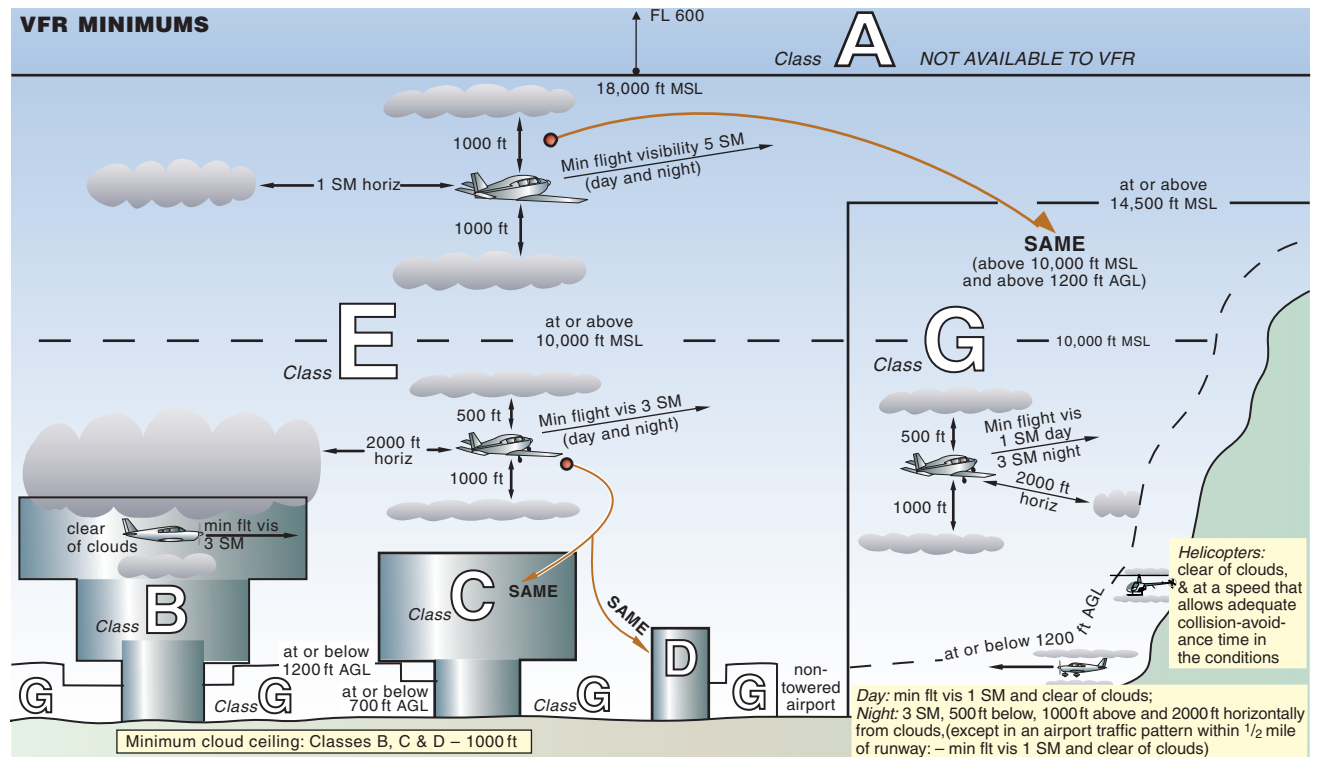 VFR MINIMUMS
FL 600
Class A NOT AVAILABLE TO VFR
18,000 ft MSL
1000 ft
Min flight visibility 5 SM
(day and night)
1 SM horiz
1000 ft
at or above
14,500 ft MSL
SAME
(above 10,000 ft MSL
and above 1200 ft AGL)
Class E
at or above
10,000 ft MSL
Class G
10,000 ft MSL
500 ft
Min flight vis 3 SM
(day and night)
2000 ft
horiz
1000 ft
500 ft
Min flight vis
1 SM day
3 SM night
2000 ft
horiz
1000 ft
clear
of clouds
min flt vis
3 SM
Class B
Class C
SAME
SAME
D
Helicopters:
clear of clouds,
& at a speed that
allows adequate
collision-avoid-
ance time in
the conditions
at or below 1200 ft AGL
G
at or below
1200 ft AGL
Class G
at or below
700 ft AGL
Class G
G
non-
towered
airport
Day: min flt vis 1 SM and clear of clouds;
Night: 3 SM, 500 ft below, 1000 ft above and 2000 ft horizontally
from clouds,(except in an airport traffic pattern within 1/2 mile
of runway: – min flt vis 1 SM and clear of clouds)
Minimum cloud ceiling: Classes B, C & D – 1000 ft